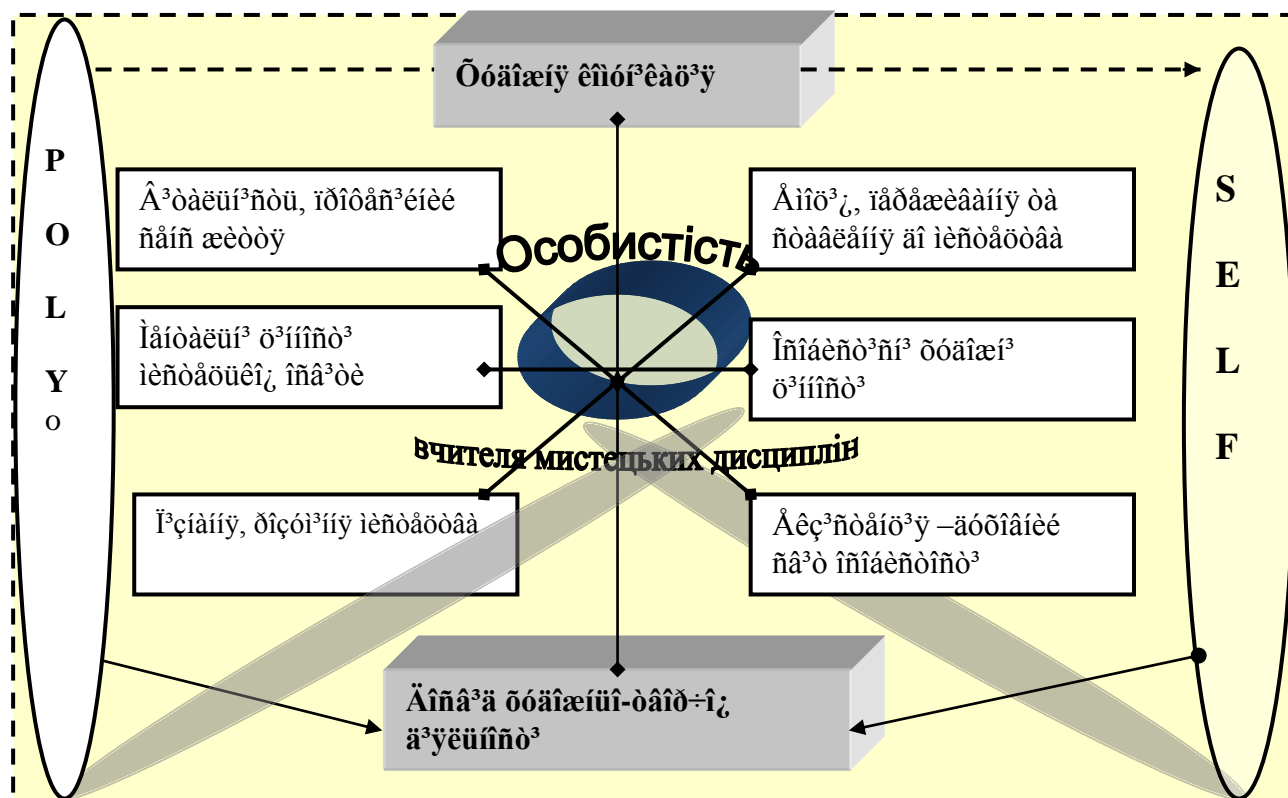 Õóäîæíÿ êîìóí³êàö³ÿ
P
O
L
Y
O
Â³òàëüí³ñòü, ïðîôåñ³éíèé
ñåíñ æèòòÿ
Åìîö³¿, ïåðåæèâàííÿ òà
ñòàâëåííÿ äî ìèñòåöòâà
S
E
L
F
Особистість
Ìåíòàëüí³ ö³ííîñò³
ìèñòåöüêî¿ îñâ³òè
Îñîáèñò³ñí³ õóäîæí³
ö³ííîñò³
вчителя мистецьких дисциплін
Ï³çíàííÿ, ðîçóì³ííÿ ìèñòåöòâà
Åêç³ñòåíö³ÿ –äóõîâíèé
ñâ³ò îñîáèñòîñò³
Äîñâ³ä õóäîæíüî-òâîð÷î¿
ä³ÿëüíîñò³